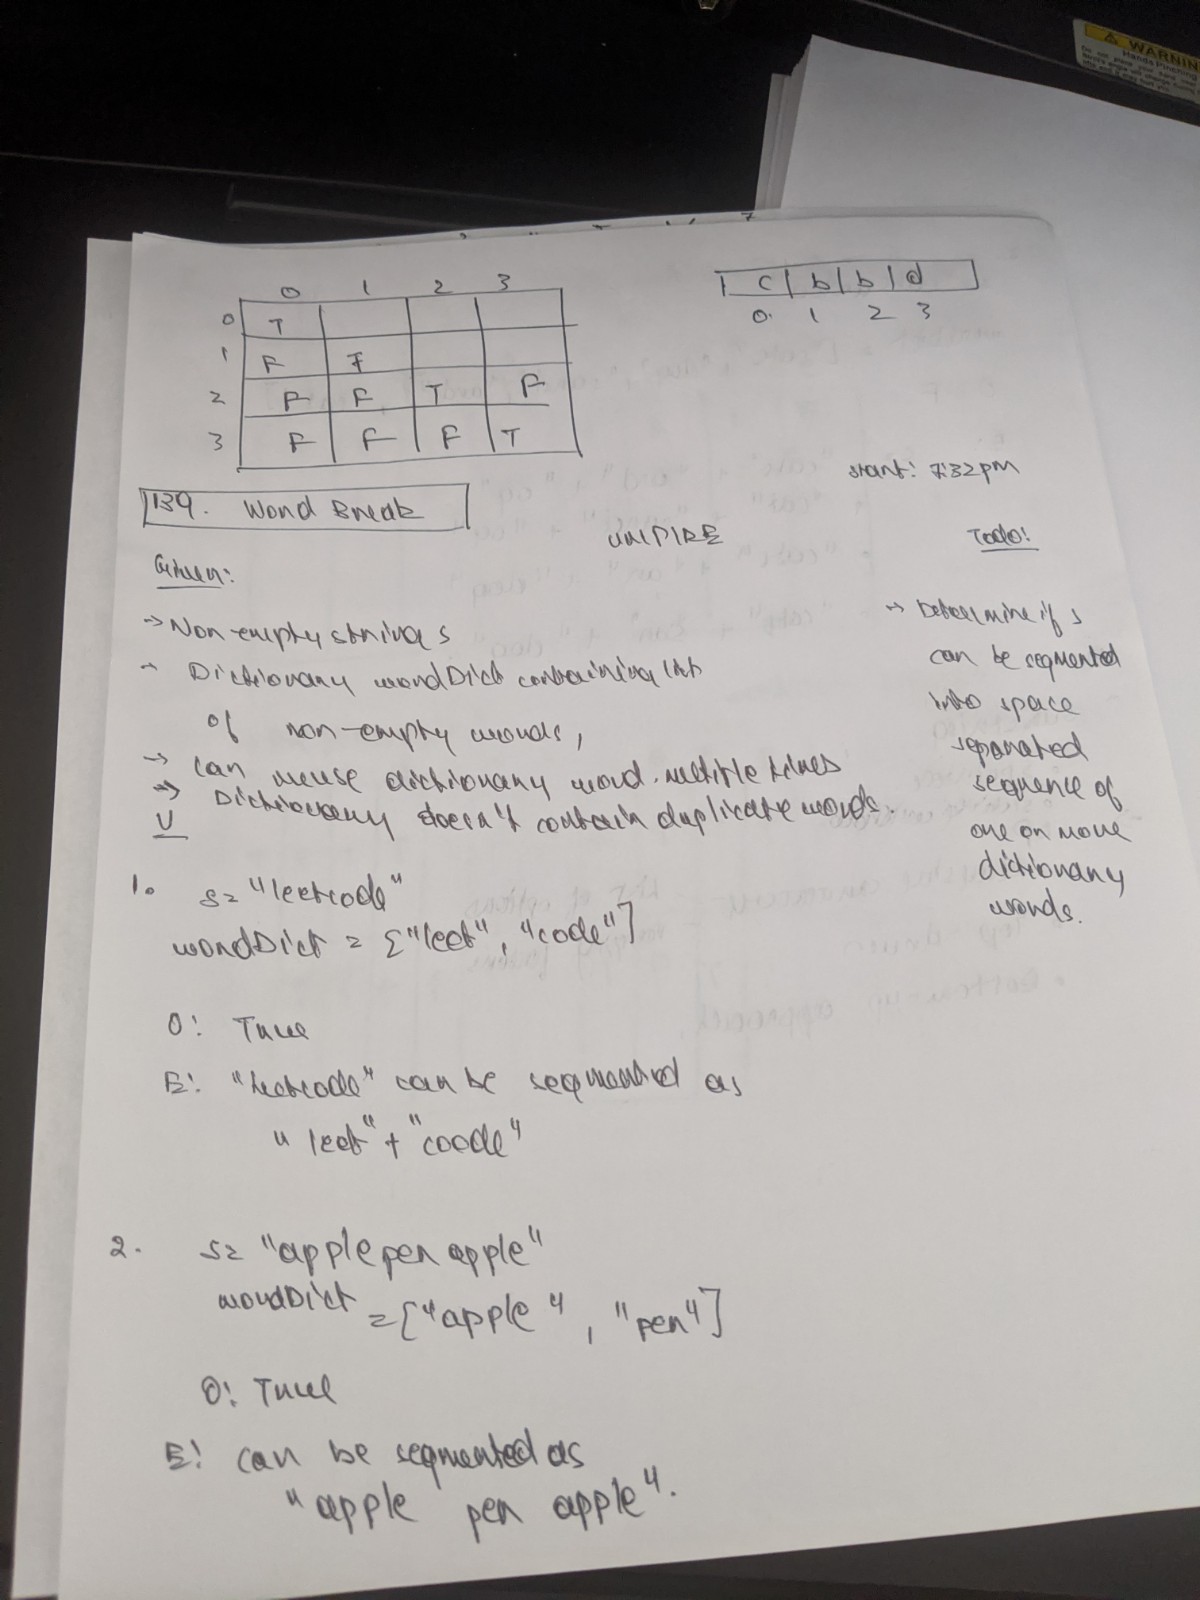 WARNING
0 1 2 3
0 T
1 F T
2 F F T F
3 F F F T
c b b d
0 1 2 3
start: 7:32pm
139. Word Break
UMPIRE
Todo:
Given:
→ Non-empty string s
→ Dictionary wordDict containing list
of non-empty words,
→ can reuse dictionary word multiple times
→ Dictionary doesn't contain duplicate words.
U
→ Determine if s
can be segmented
into space
separated
sequence of
one or more
dictionary
words.
1. s= "leetcode"
wordDict = ["leet", "code"]
O: True
E: "leetcode" can be segmented as
"leet" + "coode"
2. s= "applepenapple"
wordDict
=["apple", "pen"]
O: True
E: can be segmented as
"apple pen apple".